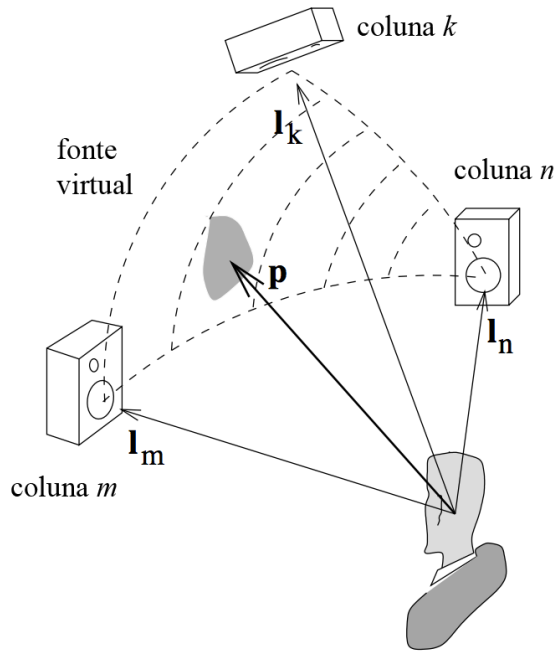 coluna k
l_k
fonte
virtual
coluna n
p
l_n
l_m
coluna m